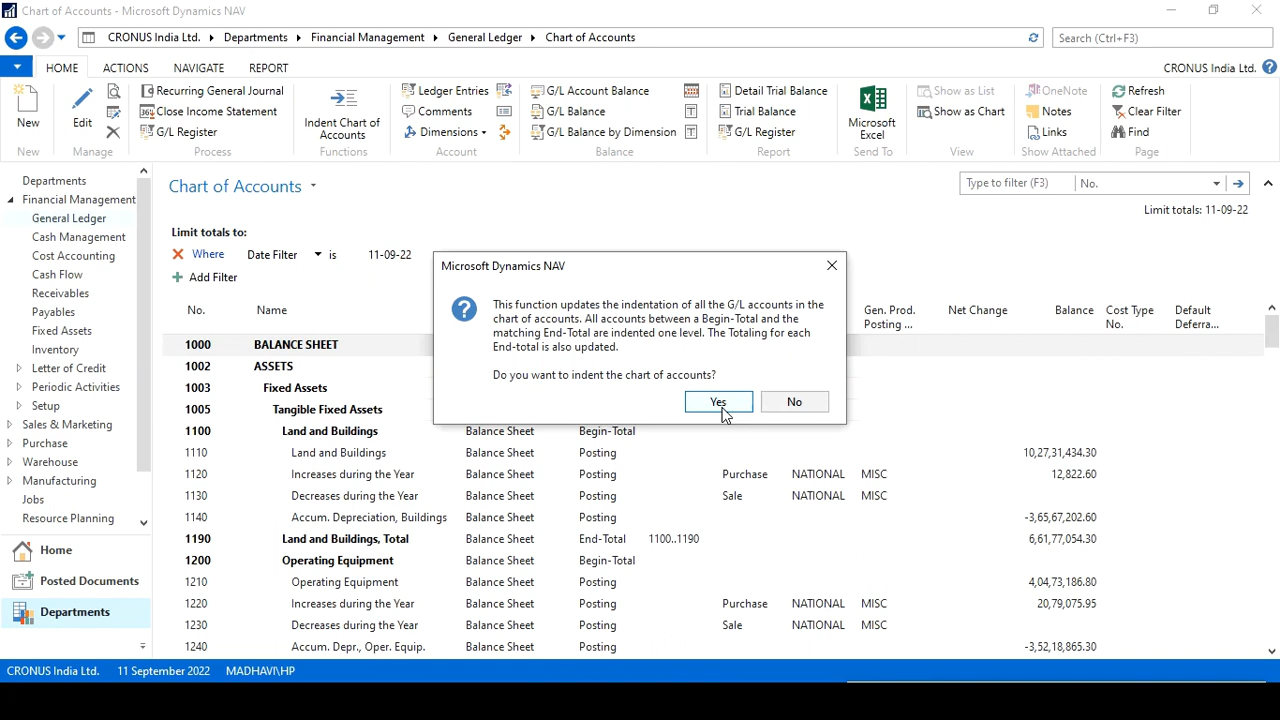 Chart of Accounts - Microsoft Dynamics NAV
CRONUS India Ltd. Departments Financial Management General Ledger Chart of Accounts Search (Ctrl+F3)
HOME ACTIONS NAVIGATE REPORT CRONUS India Ltd.
New
Edit
Recurring General Journal
Close Income Statement
G/L Register
Indent Chart of
Accounts
Ledger Entries
Comments
Dimensions
G/L Account Balance
G/L Balance
G/L Balance by Dimension
Detail Trial Balance
Trial Balance
G/L Register
Microsoft
Excel
Show as List
Show as Chart
OneNote
Notes
Links
Refresh
Clear Filter
Find
New Manage Process Functions Account Balance Report Send To View Show Attached Page
Departments
Financial Management
General Ledger
Cash Management
Cost Accounting
Cash Flow
Receivables
Payables
Fixed Assets
Inventory
Letter of Credit
Periodic Activities
Setup
Sales & Marketing
Purchase
Warehouse
Manufacturing
Jobs
Resource Planning
Home
Posted Documents
Departments
Chart of Accounts
Type to filter (F3) No.
Limit totals: 11-09-22
Limit totals to:
Where Date Filter is 11-09-22
Add Filter
Microsoft Dynamics NAV
This function updates the indentation of all the G/L accounts in the
chart of accounts. All accounts between a Begin-Total and the
matching End-Total are indented one level. The Totaling for each
End-total is also updated.
Do you want to indent the chart of accounts?
Yes No
No. Name Gen. Prod. Posting ... Net Change Balance Cost Type No. Default Deferra...
1000 BALANCE SHEET
1002 ASSETS
1003 Fixed Assets
1005 Tangible Fixed Assets
1100 Land and Buildings Balance Sheet Begin-Total
1110 Land and Buildings Balance Sheet Posting 10,27,31,434.30
1120 Increases during the Year Balance Sheet Posting Purchase NATIONAL MISC 12,822.60
1130 Decreases during the Year Balance Sheet Posting Sale NATIONAL MISC
1140 Accum. Depreciation, Buildings Balance Sheet Posting -3,65,67,202.60
1190 Land and Buildings, Total Balance Sheet End-Total 1100..1190 6,61,77,054.30
1200 Operating Equipment Balance Sheet Begin-Total
1210 Operating Equipment Balance Sheet Posting 4,04,73,186.80
1220 Increases during the Year Balance Sheet Posting Purchase NATIONAL MISC 20,79,075.95
1230 Decreases during the Year Balance Sheet Posting Sale NATIONAL MISC
1240 Accum. Depr., Oper. Equip. Balance Sheet Posting -3,52,18,865.30
CRONUS India Ltd. 11 September 2022 MADHAVI\HP